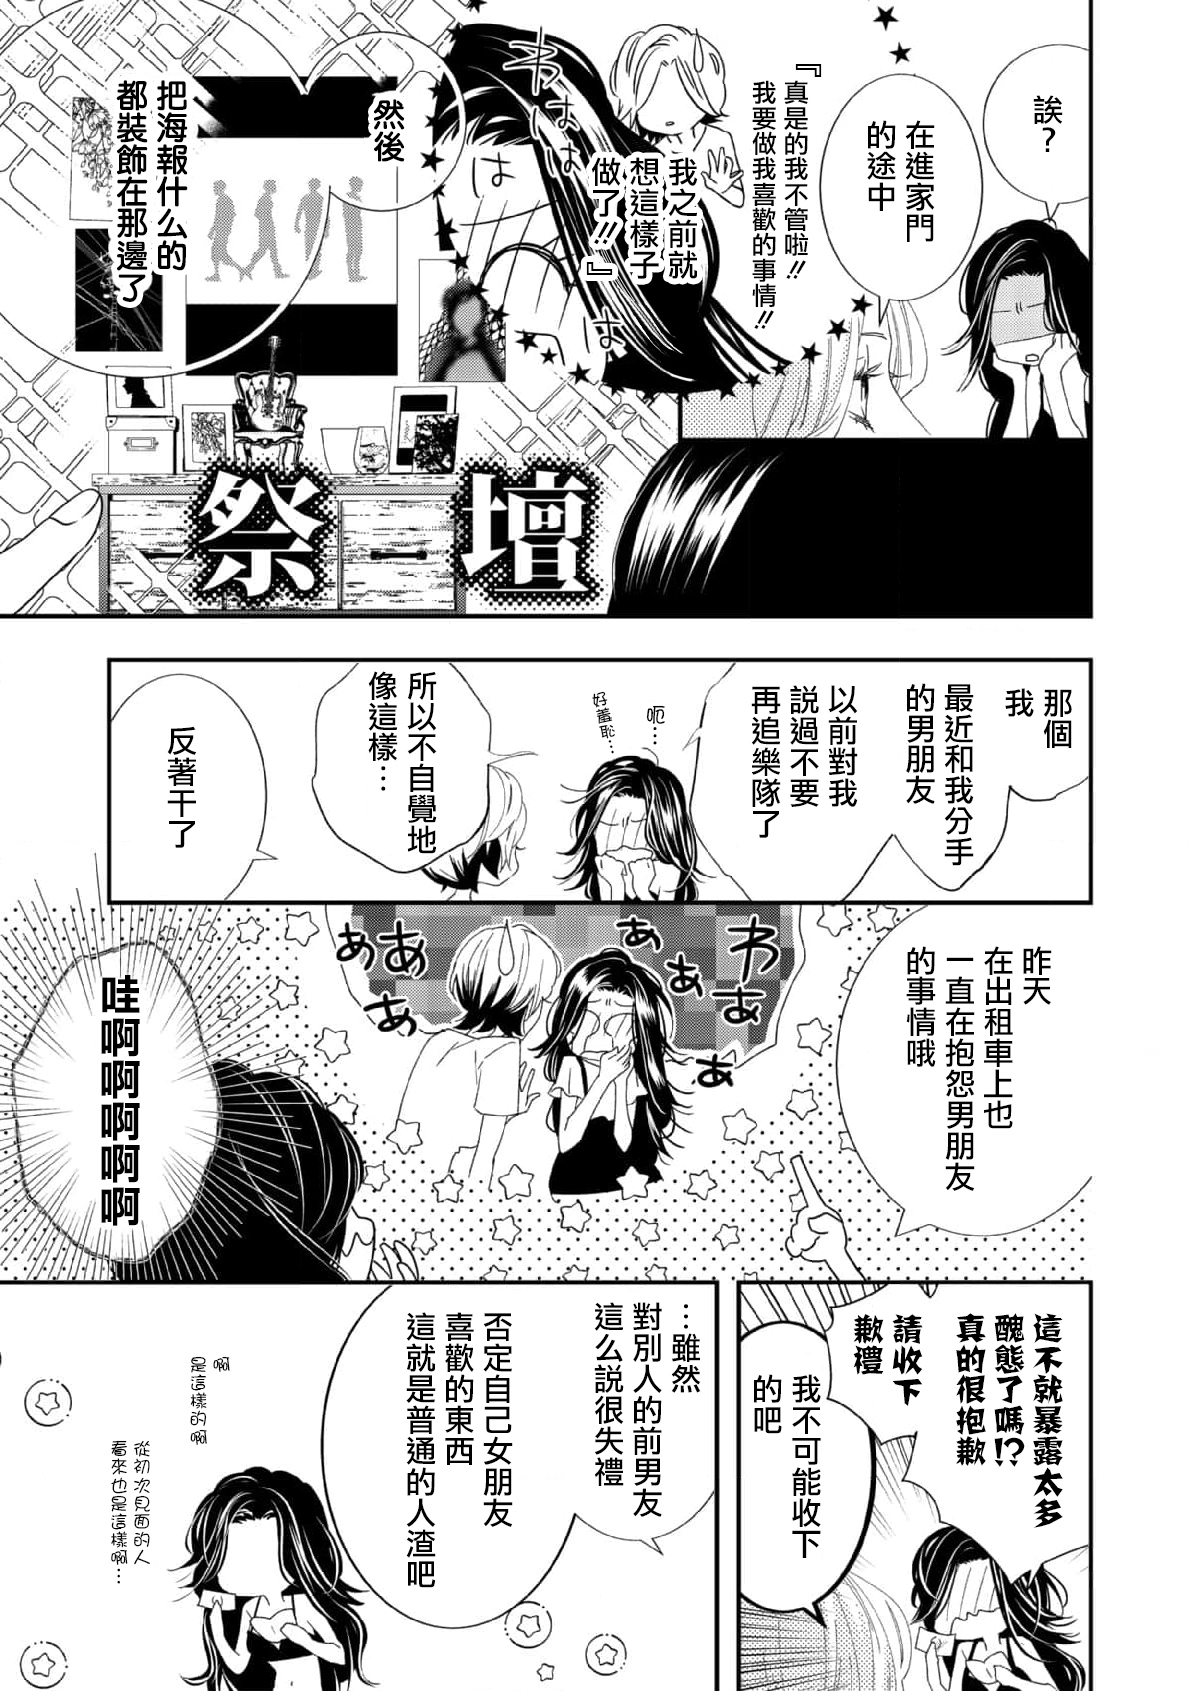 誒？
在進家門
的途中
『真是的我不管啦!!
我要做我喜歡的事情!!
我之前就
想這樣子
做了!!』
わははははは
然後
把海報什么的
都裝飾在那邊了
祭壇
那個
我
最近和我分手
的男朋友
以前對我
説過不要
再追樂隊了
呃…
好羞恥…
所以不自覺地
像這樣…
反著干了
昨天
在出租車上也
一直在抱怨男朋友
的事情哦
わああ
あああ
あああ
哇啊啊啊啊啊
這不就暴露太多
醜態了嗎!?
真的很抱歉
請收下
歉禮
我不可能收下
的吧
…雖然
對別人的前男友
這么説很失禮
否定自己女朋友
喜歡的東西
這就是普通的人渣吧
啊
是這樣的啊
從初次見面的人
看來也是這樣啊…